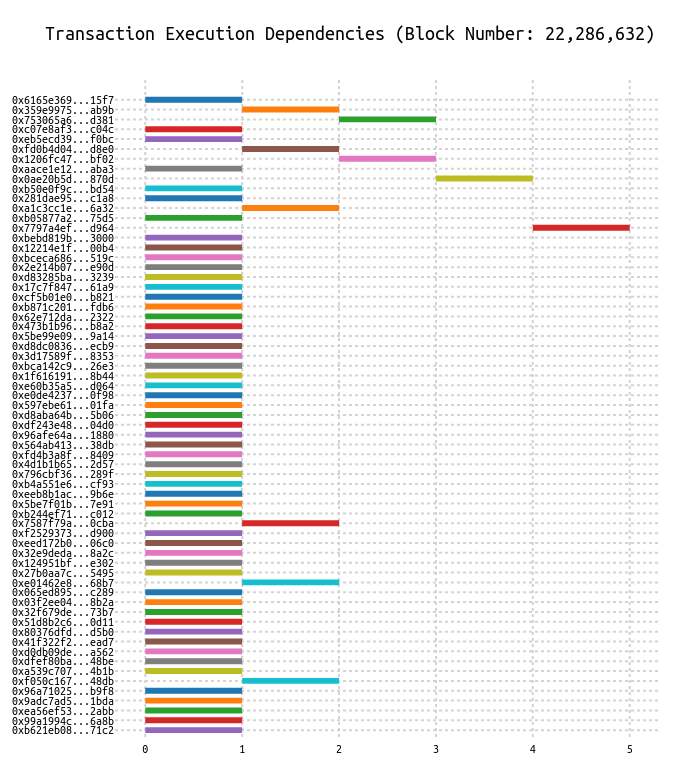 Transaction Execution Dependencies (Block Number: 22,286,632)
0x6165e369...15f7
0x359e9975...ab9b
0x753065a6...d381
0xc07e8af3...c04c
0xeb5ecd39...f0bc
0xfd0b4d04...d8e0
0x1206fc47...bf02
0xaace1e12...aba3
0x0ae20b5d...870d
0xb50e0f9c...bd54
0x281dae95...c1a8
0xa1c3cc1e...6a32
0xb05877a2...75d5
0x7797a4ef...d964
0xbebd819b...3000
0x12214e1f...00b4
0xbceca686...519c
0x2e214b07...e90d
0xd83285ba...3239
0x17c7f847...61a9
0xcf5b01e0...b821
0xb871c201...fdb6
0x62e712da...2322
0x473b1b96...b8a2
0x5be99e09...9a14
0xd8dc0836...ecb9
0x3d17589f...8353
0xbca142c9...26e3
0x1f616191...8b44
0xe60b35a5...d064
0xe0de4237...0f98
0x597ebe61...01fa
0xd8aba64b...5b06
0xdf243e48...04d0
0x96afe64a...1880
0x564ab413...38db
0xfd4b3a8f...8409
0x4d1b1b65...2d57
0x796cbf36...289f
0xb4a551e6...cf93
0xeeb8b1ac...9b6e
0x5be7f01b...7e91
0xb244ef71...c012
0x7587f79a...0cba
0xf2529373...d900
0xeed172b0...06c0
0x32e9deda...8a2c
0x124951bf...e302
0x27b0aa7c...5495
0xe01462e8...68b7
0x065ed895...c289
0x03f2ee04...8b2a
0x32f679de...73b7
0x51d8b2c6...0d11
0x80376dfd...d5b0
0x41f322f2...ead7
0xd0db09de...a562
0xdfef80ba...48be
0xa539c707...4b1b
0xf050c167...48db
0x96a71025...b9f8
0x9adc7ad5...1bda
0xea56ef53...2abb
0x99a1994c...6a8b
0xb621eb08...71c2
0 1 2 3 4 5